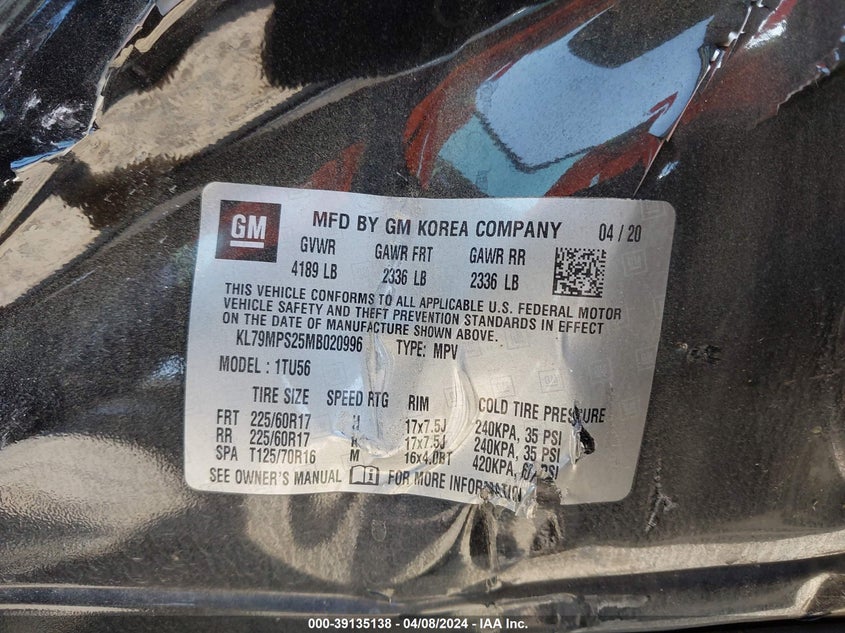 GM
MFD BY GM KOREA COMPANY 04 / 20
GVWR GAWR FRT GAWR RR
4189 LB 2336 LB 2336 LB
THIS VEHICLE CONFORMS TO ALL APPLICABLE U.S. FEDERAL MOTOR
VEHICLE SAFETY AND THEFT PREVENTION STANDARDS IN EFFECT
ON THE DATE OF MANUFACTURE SHOWN ABOVE.
KL79MPS25MB020996 TYPE: MPV
MODEL : 1TU56
TIRE SIZE SPEED RTG RIM COLD TIRE PRESSURE
FRT 225/60R17 H 17x7.5J 240KPA, 35 PSI
RR 225/60R17 17x7.5J 240KPA, 35 PSI
SPA T125/70R16 M 16x4.0BT 420KPA, PSI
SEE OWNER'S MANUAL FOR MORE INFORMATION
000-39135138 - 04/08/2024 - IAA Inc.